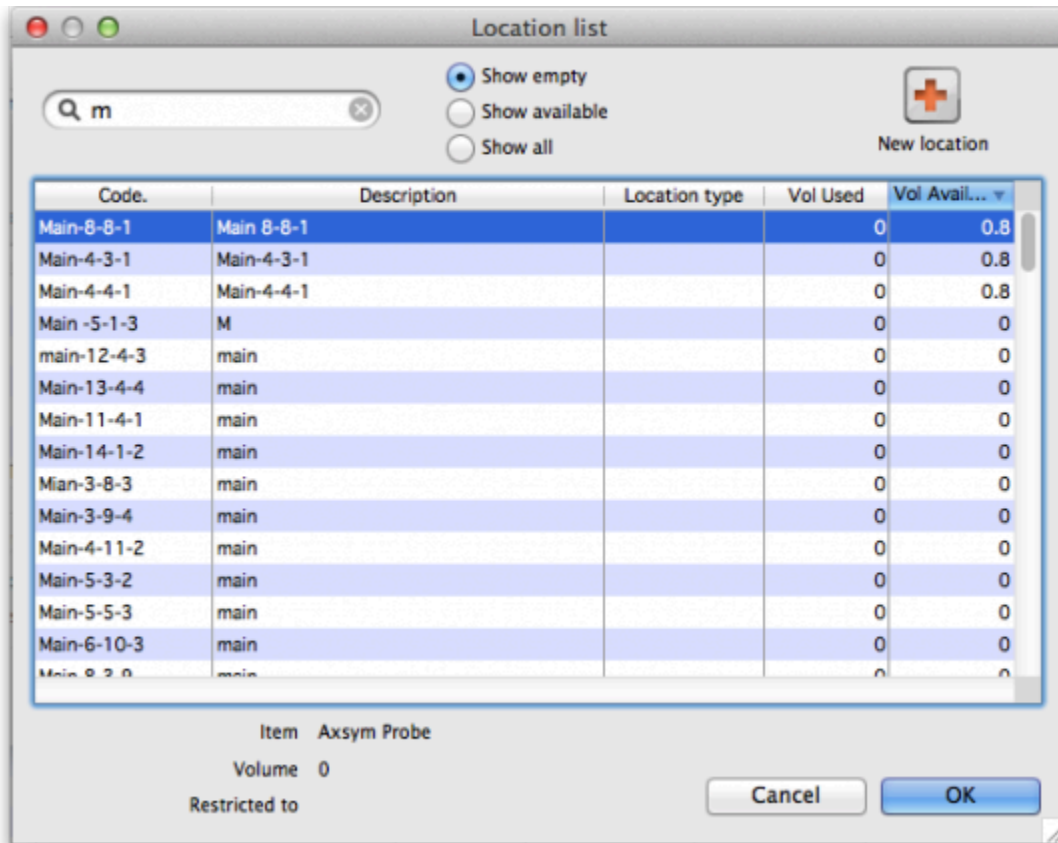 Location list
m
Show empty
Show available
Show all
New location
Code. Description Location type Vol Used Vol Avail...
Main-8-8-1 Main 8-8-1 0 0.8
Main-4-3-1 Main-4-3-1 0 0.8
Main-4-4-1 Main-4-4-1 0 0.8
Main -5-1-3 M 0 0
main-12-4-3 main 0 0
Main-13-4-4 main 0 0
Main-11-4-1 main 0 0
Main-14-1-2 main 0 0
Mian-3-8-3 main 0 0
Main-3-9-4 main 0 0
Main-4-11-2 main 0 0
Main-5-3-2 main 0 0
Main-5-5-3 main 0 0
Main-6-10-3 main 0 0
main 0 0
Item Axsym Probe
Volume 0
Restricted to
Cancel OK